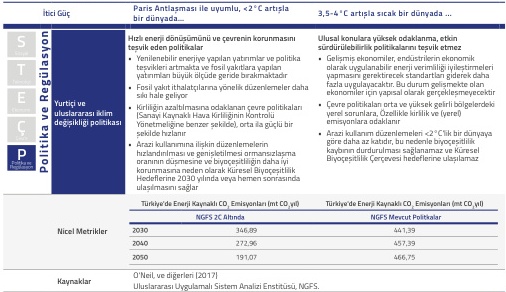 İtici Güç
Paris Antlaşması ile uyumlu, <2°C artışla
bir dünyada...
3,5-4°C artışla sıcak bir dünyada ...
S
T
E
Ç
P
Politika ve
Regülasyon
Politika ve Regülasyon
Yurtiçi ve
uluslararası iklim
değişikliği politikası
Hızlı enerji dönüşümünü ve çevrenin korunmasını
teşvik eden politikalar
• Yenilenebilir enerjiye yapılan yatırımlar ve politika
teşvikleri artmakta ve fosil yakıtlara yapılan
yatırımları büyük ölçüde geride bırakmaktadır
• Fosil yakıt ithalatçılarına yönelik düzenlemeler daha
sıkı hale geliyor
• Kirliliğin azaltılmasına odaklanan çevre politikaları
(Sanayi Kaynaklı Hava Kirliliğinin Kontrolü
Yönetmeliğine benzer şekilde), orta ila güçlü bir
şekilde hızlanır
• Arazi kullanımına ilişkin düzenlemelerin
hızlandırılması ve genişletilmesi ormansızlaşma
oranının düşmesine ve biyoçeşitliliğin daha iyi
korunmasına neden olarak Küresel Biyoçeşitlilik
Hedeflerine 2030 yılında veya hemen sonrasında
ulaşılmasını sağlar
Ulusal konulara yüksek odaklanma, etkin
sürdürülebilirlik politikalarını teşvik etmez
• Gelişmiş ekonomiler, endüstrilerin ekonomik
olarak uygulanabilir enerji verimliliği iyileştirmeleri
yapmasını gerektirecek standartları giderek daha
fazla uygulayacaktır. Bu durum gelişmekte olan
ekonomiler için yapısal olarak gerçekleşmeyecektir
• Çevre politikaları orta ve yüksek gelirli bölgelerdeki
yerel sorunlara, Özellikle kirlilik ve (yerel)
emisyonlara odaklanır
• Arazi kullanım düzenlemeleri <2°C'lik bir dünyaya
göre daha az katıdır, bu nedenle biyoçeşitlilik
kaybının durdurulması sağlanamaz ve Küresel
Biyoçeşitlilik Çerçevesi hedeflerine ulaşılamaz
Nicel Metrikler
Türkiye'de Enerji Kaynaklı CO2 Emisyonları (mt CO2yıl)
Türkiye'de Enerji Kaynaklı CO2 Emisyonları (mt CO2yıl)
NGFS 2C Altında
NGFS Mevcut Politikalar
2030 346,89 441,39
2040 272,96 457,39
2050 191,07 466,75
Kaynaklar
O'Neil, ve diğerleri (2017)
Uluslararası Uygulamalı Sistem Analizi Enstitüsü, NGFS.